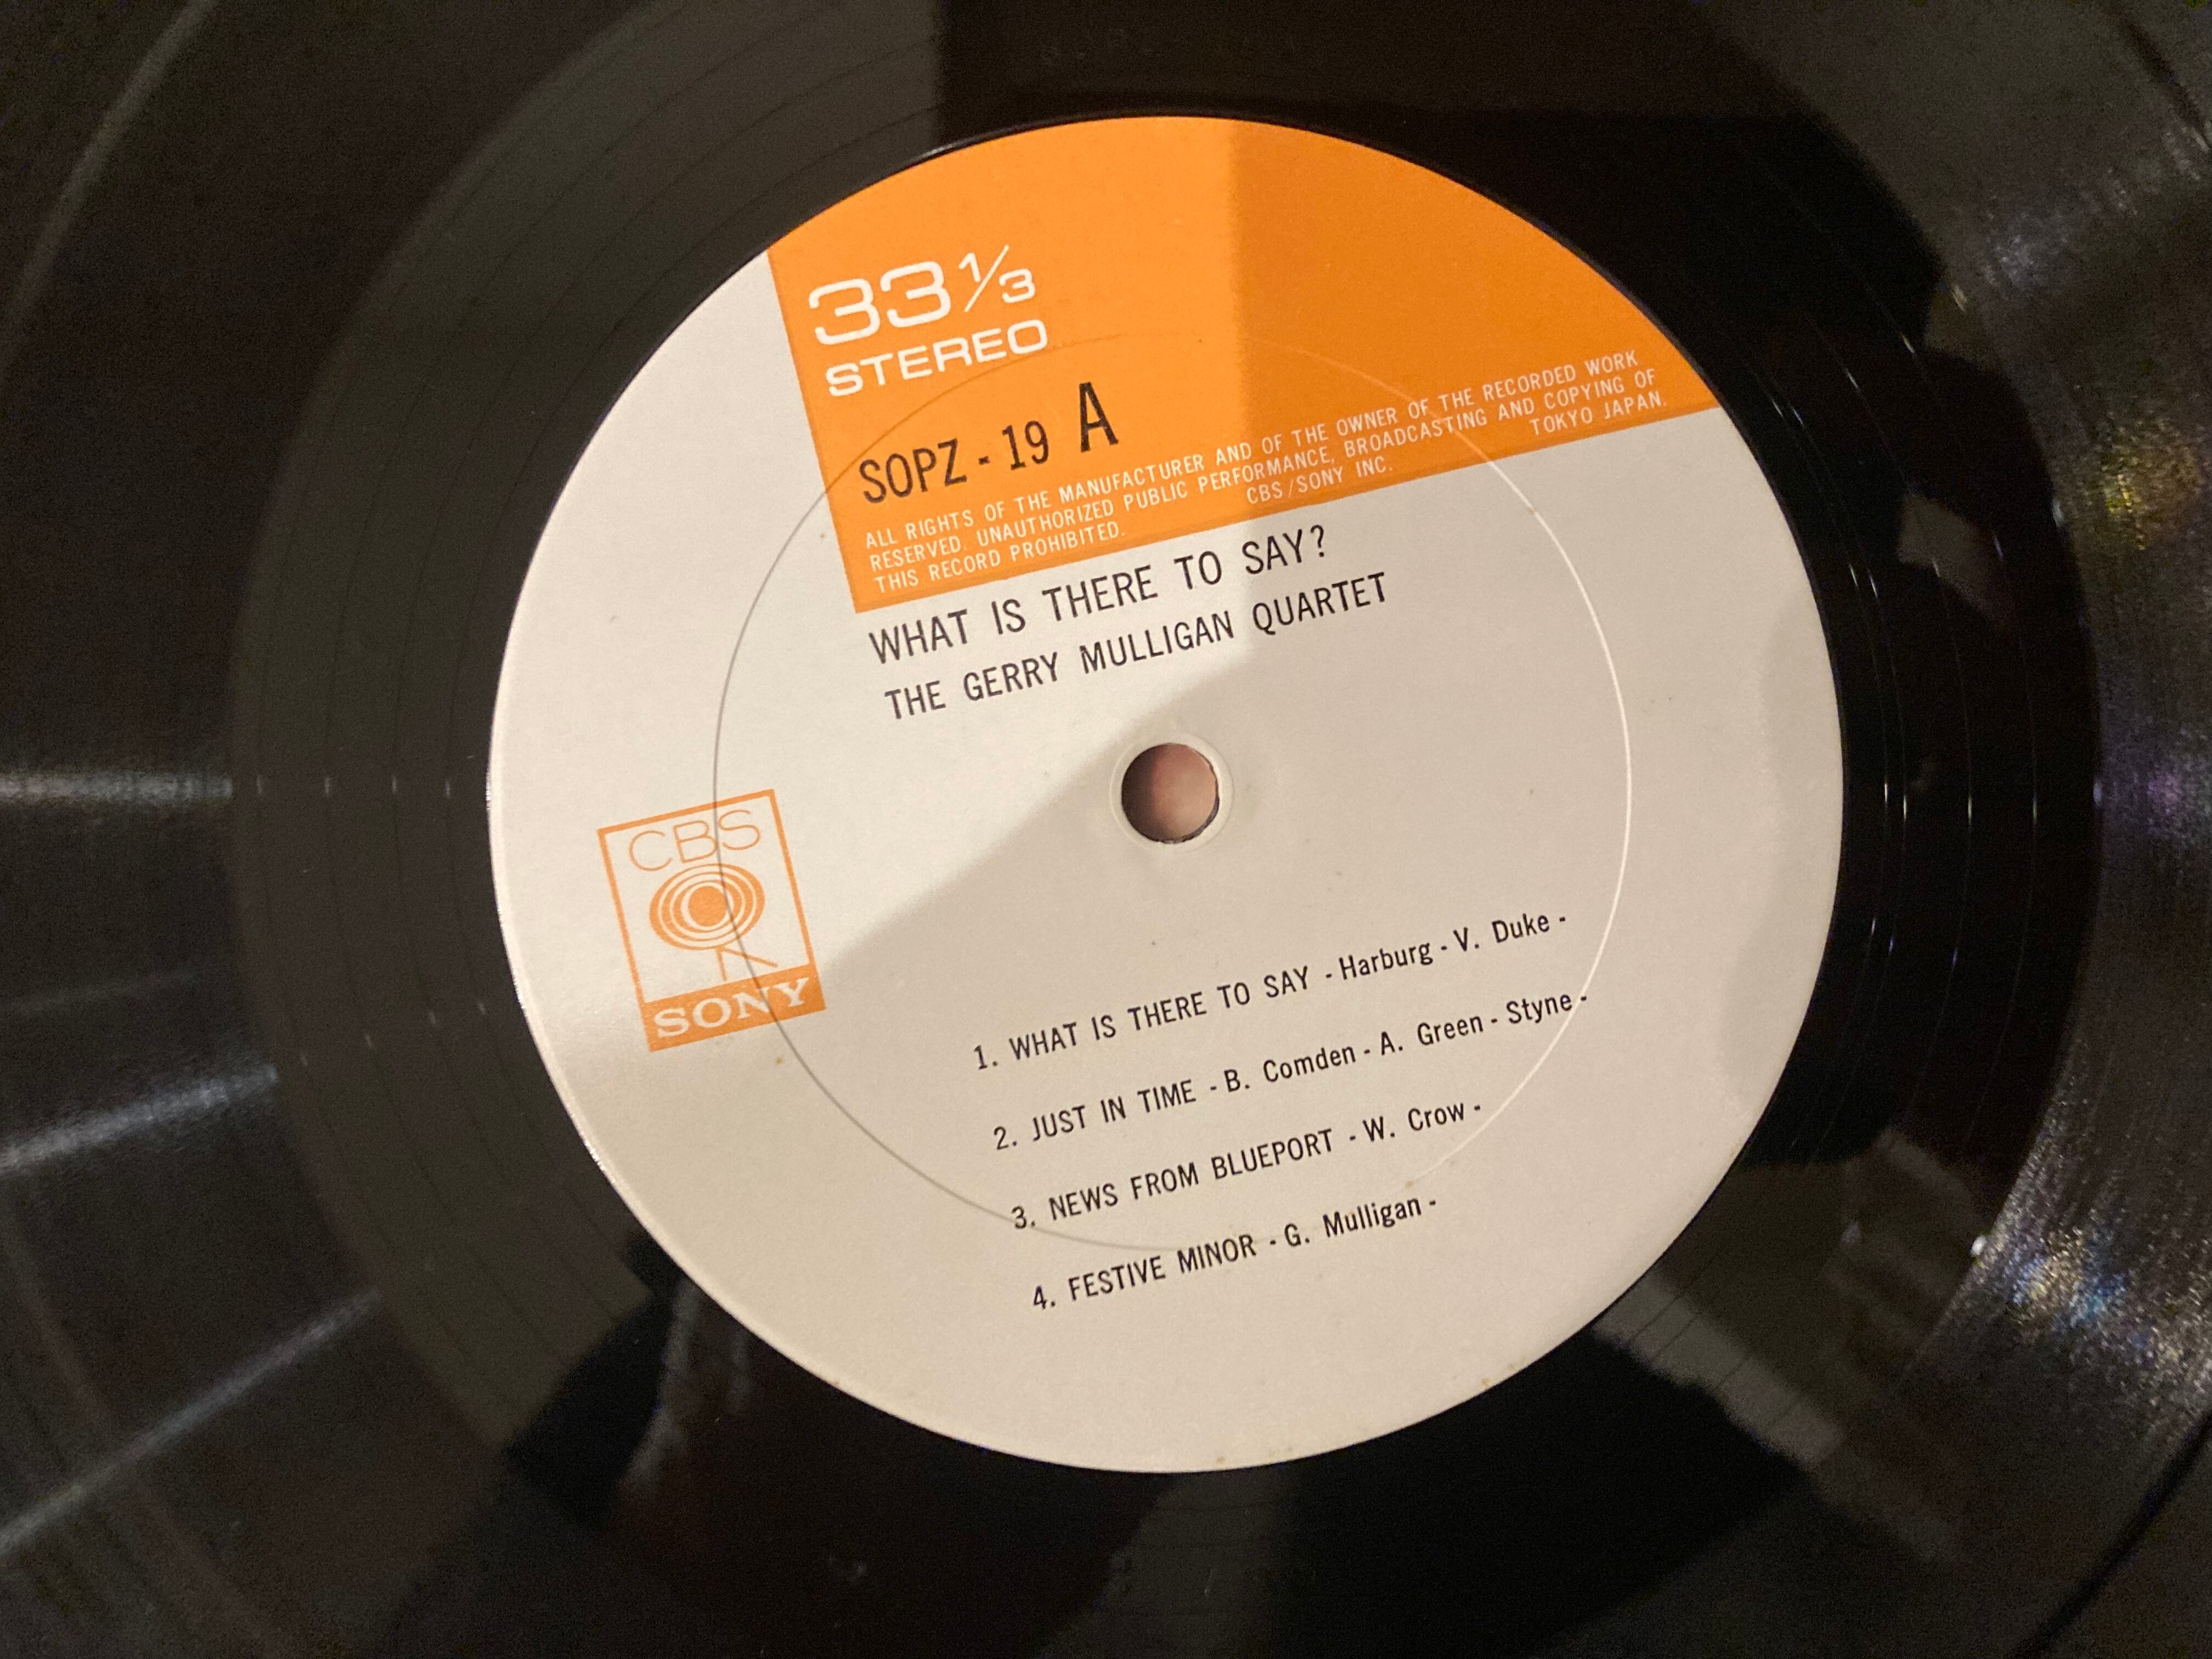 33 1/3
STEREO
SOPZ - 19 A
ALL RIGHTS OF THE MANUFACTURER AND OF THE OWNER OF THE RECORDED WORK
RESERVED. UNAUTHORIZED PUBLIC PERFORMANCE, BROADCASTING AND COPYING OF
THIS RECORD PROHIBITED. CBS/SONY INC. TOKYO JAPAN.
WHAT IS THERE TO SAY?
THE GERRY MULLIGAN QUARTET
CBS
SONY
1. WHAT IS THERE TO SAY - Harburg - V. Duke -
2. JUST IN TIME - B. Comden - A. Green - Styne -
3. NEWS FROM BLUEPORT - W. Crow -
4. FESTIVE MINOR - G. Mulligan -